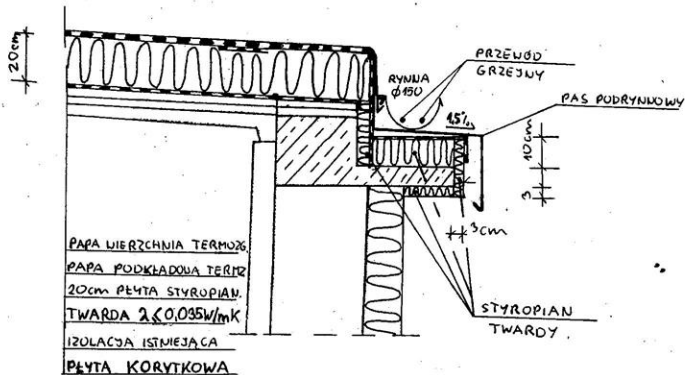 20cm
RYNNA
φ150
PRZEWÓD
GRZEJNY
PAS PODRYNNOWY
1,5%
10cm
3
3cm
STYROPIAN
TWARDY
PAPA WIERZCHNIA TERMOZG.
PAPA PODKŁADOWA TERMZ
20cm PŁYTA STYROPIAN.
TWARDA λ≤0,035W/mK
IZOLACJA ISTNIEJĄCA
PŁYTA KORYTKOWA